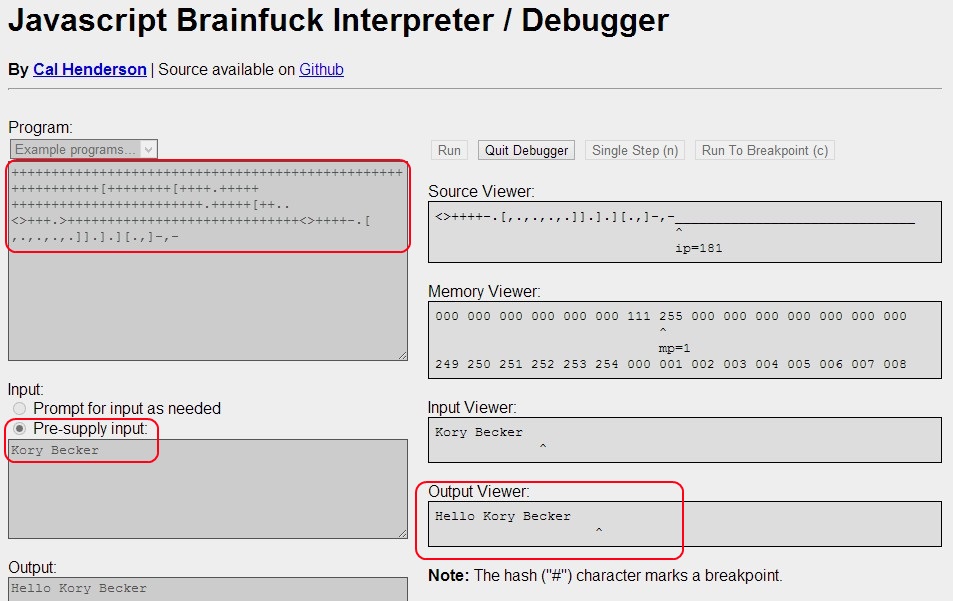 Javascript Brainfuck Interpreter / Debugger
By Cal Henderson | Source available on Github
Program:
Example programs...
+++++++++++++++++++++++++++++++++++++++++++++++++
+++++++++++[++++++++[++++.+++++
++++++++++++++++++++++++.+++++[++..
<>+++.>+++++++++++++++++++++++++++++<>++++-.[
,.,.,.,.]].].][.,]-,-
Input:
Prompt for input as needed
Pre-supply input:
Kory Becker
Output:
Hello Kory Becker
Run Quit Debugger Single Step (n) Run To Breakpoint (c)
Source Viewer:
<>++++-.[,.,.,.,.]].].][.,]-,-______________________________
^
ip=181
Memory Viewer:
000 000 000 000 000 000 111 255 000 000 000 000 000 000 000
^
mp=1
249 250 251 252 253 254 000 001 002 003 004 005 006 007 008
Input Viewer:
Kory Becker
^
Output Viewer:
Hello Kory Becker
^
Note: The hash ("#") character marks a breakpoint.